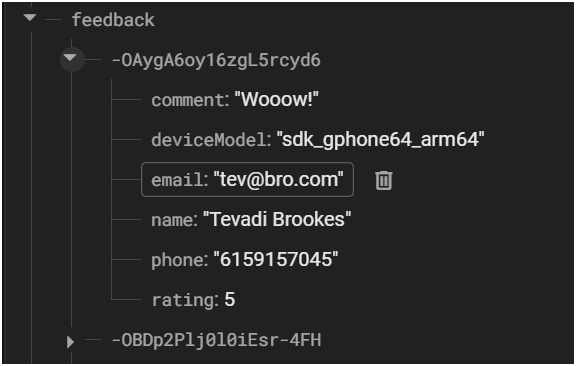 feedback
-OAygA6oy16zgL5rcyd6
comment: "Wooow!"
deviceModel: "sdk_gphone64_arm64"
email: "tev@bro.com"
name: "Tevadi Brookes"
phone: "6159157045"
rating: 5
-OBDp2Plj0l0iEsr-4FH